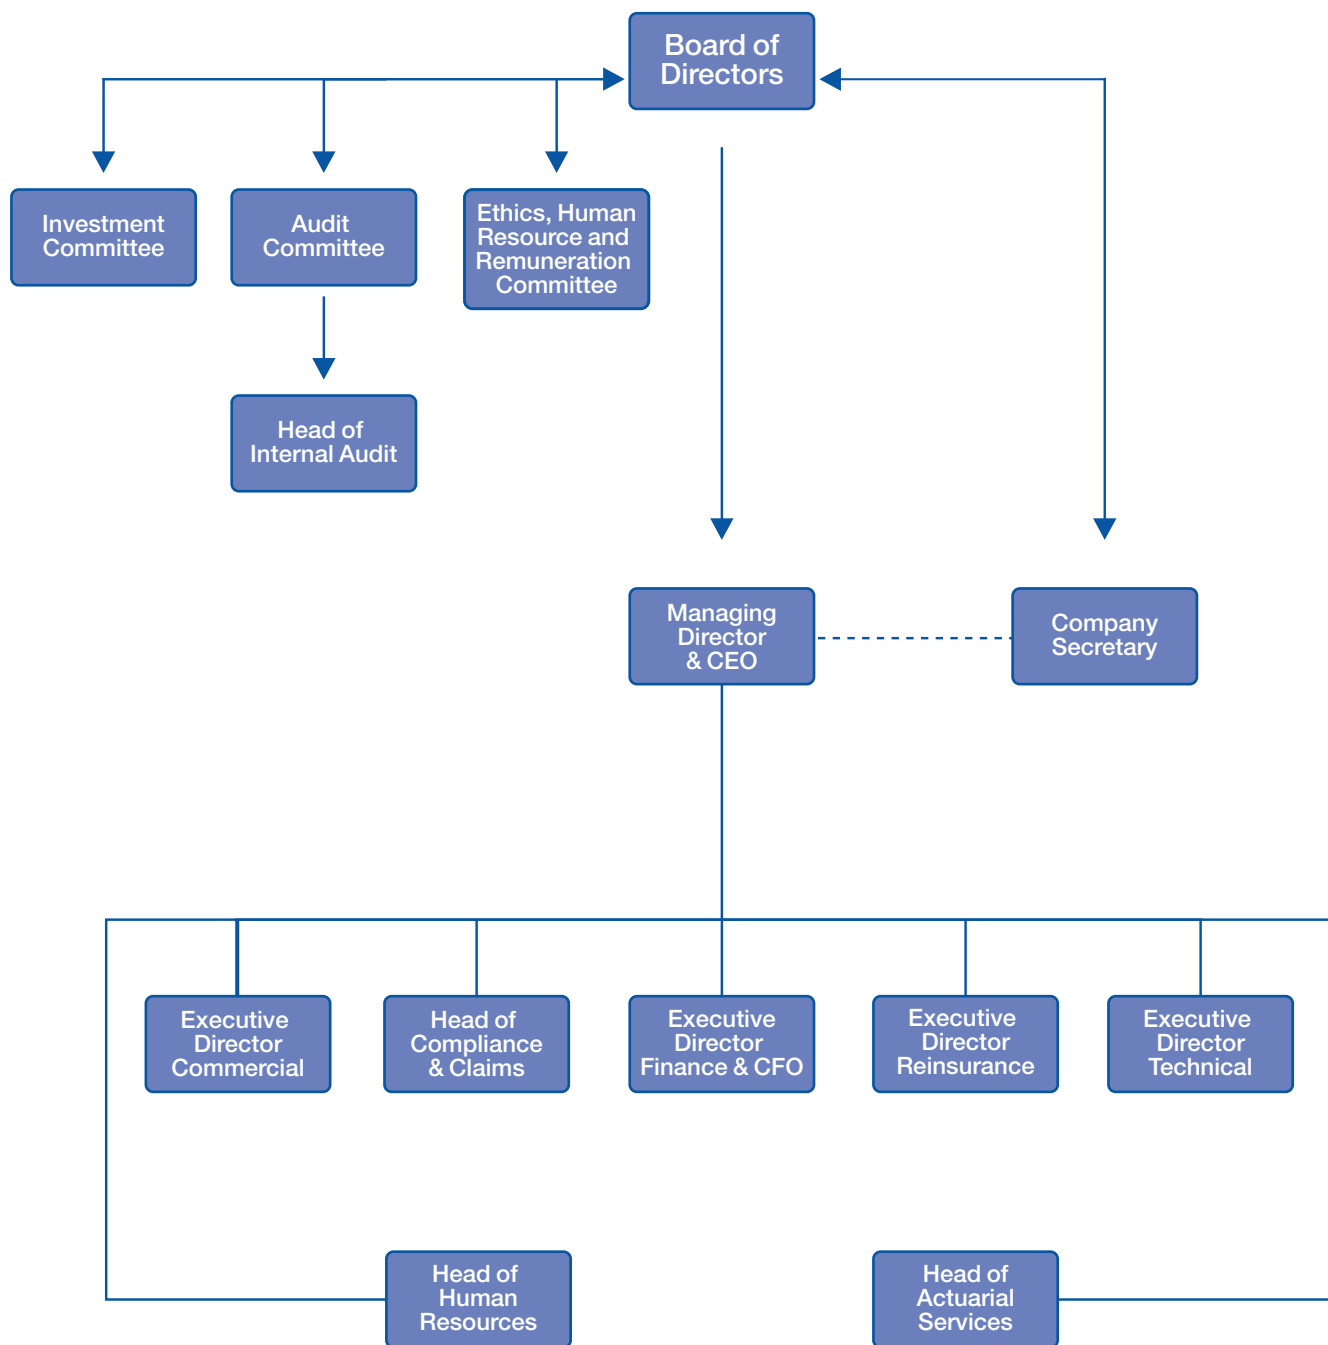 Board of
Directors
Investment
Committee
Audit
Committee
Ethics, Human
Resource and
Remuneration
Committee
Head of
Internal Audit
Managing
Director
& CEO
Company
Secretary
Executive
Director
Commercial
Head of
Compliance
& Claims
Executive
Director
Finance & CFO
Executive
Director
Reinsurance
Executive
Director
Technical
Head of
Human
Resources
Head of
Actuarial
Services